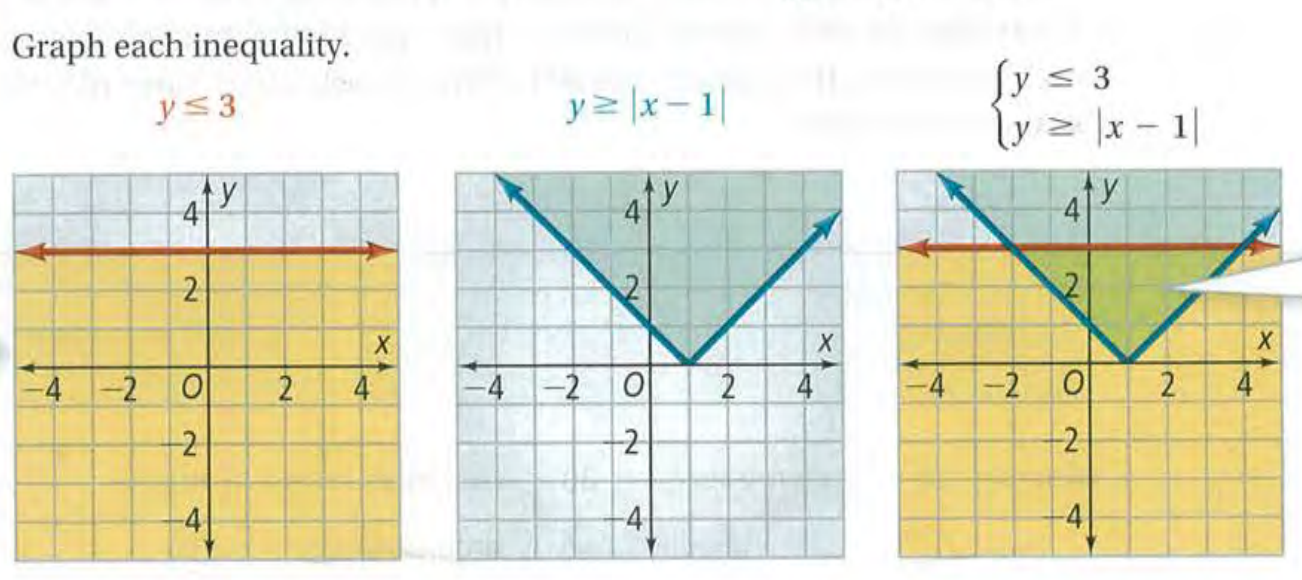 Graph each inequality.
y ≤ 3
y ≥ |x − 1|
{y ≤ 3
y ≥ |x − 1|
y
4
2
x
−4 −2 O 2 4
−2
−4
y
4
2
x
−4 −2 O 2 4
−2
−4
y
4
2
x
−4 −2 O 2 4
−2
−4